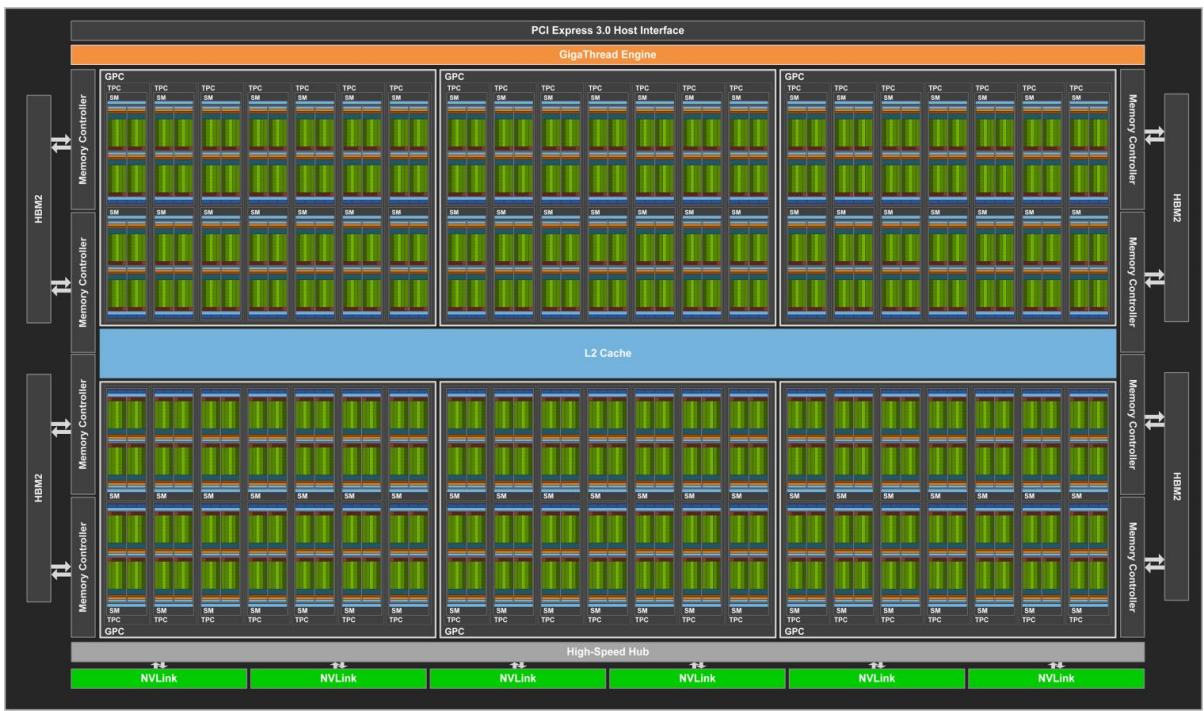 PCI Express 3.0 Host Interface
GigaThread Engine
GPC GPC GPC
TPC TPC TPC TPC TPC TPC TPC TPC TPC TPC TPC TPC TPC TPC TPC TPC TPC TPC TPC TPC TPC
SM SM SM SM SM SM SM SM SM SM SM SM SM SM SM SM SM SM SM SM SM
Memory Controller
Memory Controller
HBM2
HBM2
SM SM SM SM SM SM SM SM SM SM SM SM SM SM SM SM SM SM SM SM SM
Memory Controller
Memory Controller
L2 Cache
Memory Controller
Memory Controller
HBM2
HBM2
SM SM SM SM SM SM SM SM SM SM SM SM SM SM SM SM SM SM SM SM SM
Memory Controller
Memory Controller
SM SM SM SM SM SM SM SM SM SM SM SM SM SM SM SM SM SM SM SM SM
TPC TPC TPC TPC TPC TPC TPC TPC TPC TPC TPC TPC TPC TPC TPC TPC TPC TPC TPC TPC TPC
GPC GPC GPC
High-Speed Hub
NVLink NVLink NVLink NVLink NVLink NVLink